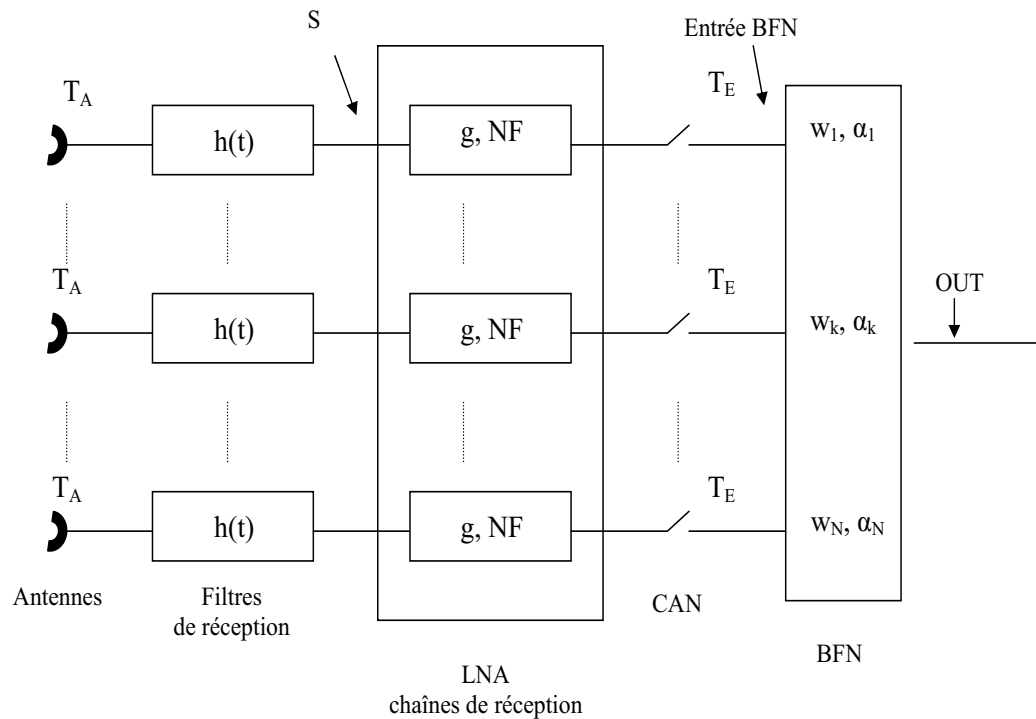 S
Entrée BFN
T_A
T_E
h(t)
g, NF
w_1, α_1
T_A
T_E
h(t)
g, NF
w_k, α_k
OUT
T_A
T_E
h(t)
g, NF
w_N, α_N
Antennes
Filtres
de réception
CAN
BFN
LNA
chaînes de réception